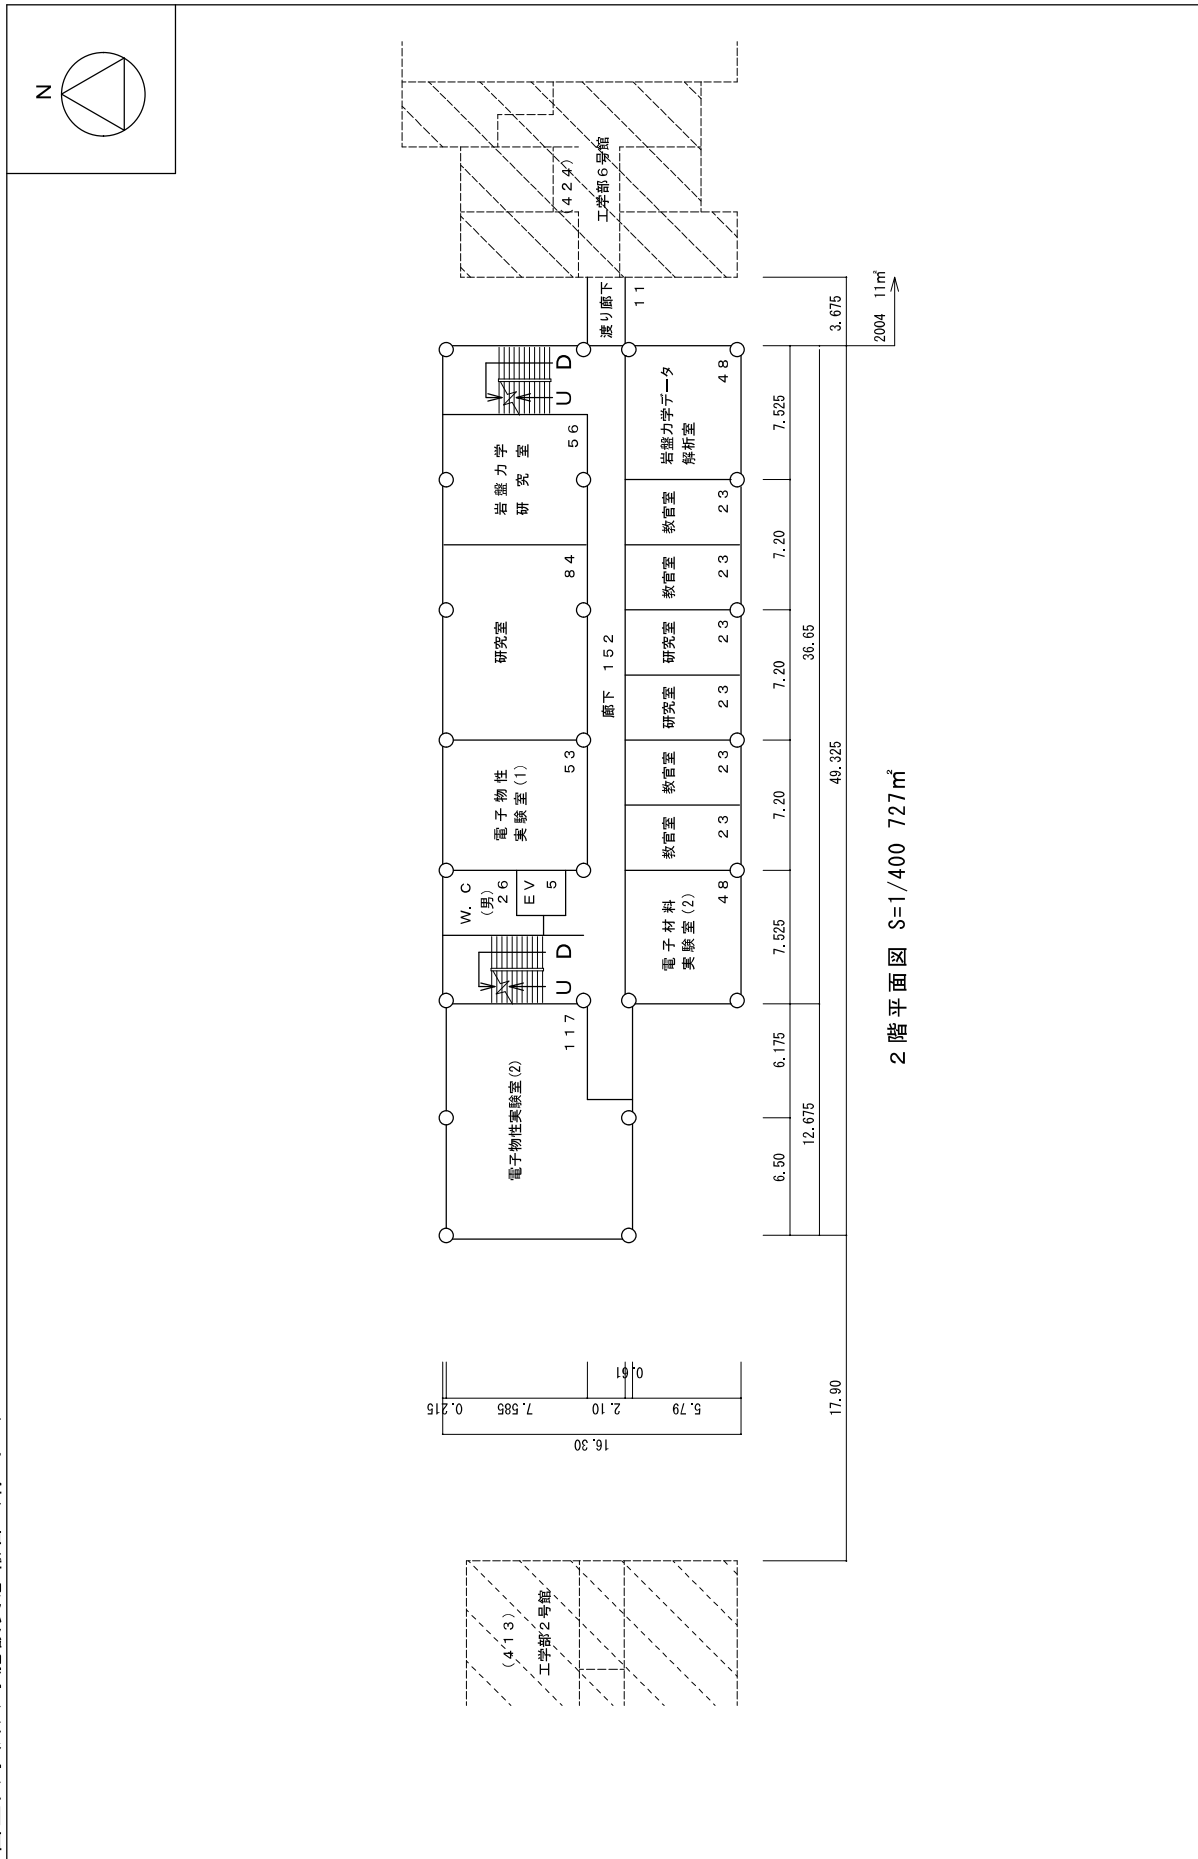 N
(424)
工学部6号館
渡り廊下
11
2004 11㎡
3.675
U D
岩盤力学
研究室
56
岩盤力学データ
解析室
48
7.525
教官室
23
教官室
23
7.20
研究室
84
研究室
23
研究室
23
7.20
廊下 152
36.65
49.325
電子物性
実験室(1)
53
教官室
23
教官室
23
7.20
W.C
(男)
26
EV
5
U D
電子材料
実験室(2)
48
7.525
電子物性実験室(2)
117
6.175
6.50
12.675
17.90
0.215
7.585
2.10
0.61
5.79
16.30
(413)
工学部2号館
2階平面図 S=1/400 727㎡